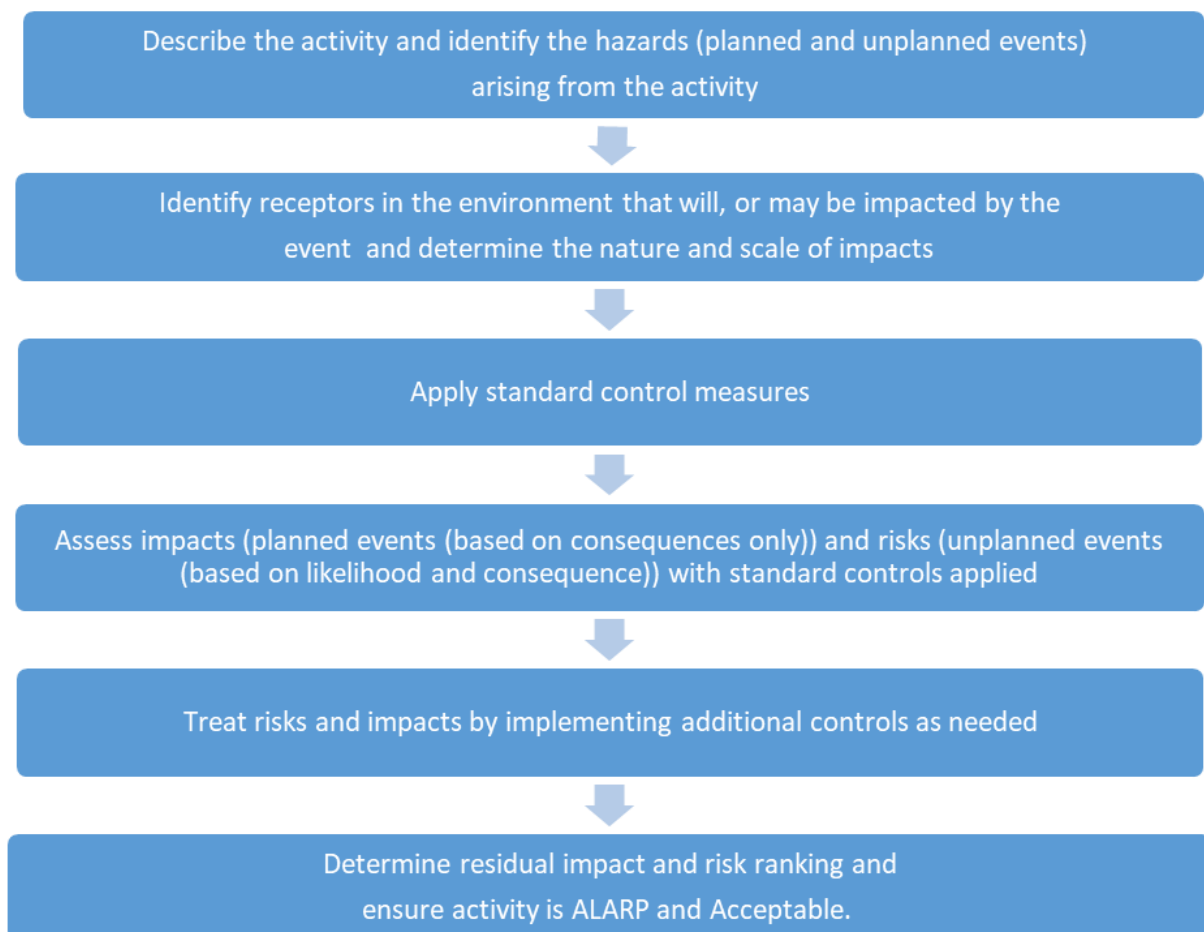 Describe the activity and identify the hazards (planned and unplanned events)
arising from the activity
Identify receptors in the environment that will, or may be impacted by the
event  and determine the nature and scale of impacts
Apply standard control measures
Assess impacts (planned events (based on consequences only)) and risks (unplanned events
(based on likelihood and consequence)) with standard controls applied
Treat risks and impacts by implementing additional controls as needed
Determine residual impact and risk ranking and
ensure activity is ALARP and Acceptable.